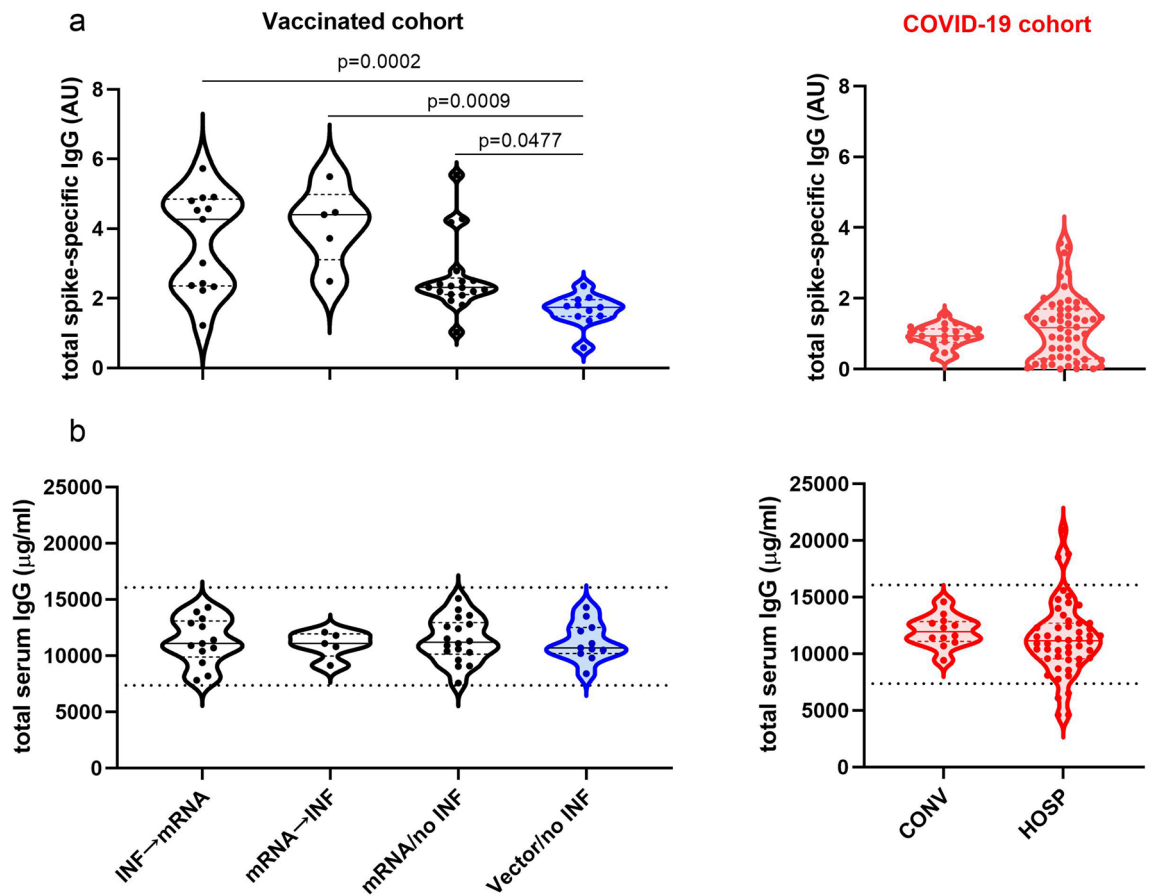 a
Vaccinated cohort
COVID-19 cohort
p=0.0002
p=0.0009
p=0.0477
total spike-specific IgG (AU)
8
6
4
2
0
total spike-specific IgG (AU)
8
6
4
2
0
b
total serum IgG (μg/ml)
25000
20000
15000
10000
5000
0
INF→mRNA
mRNA→INF
mRNA/no INF
Vector/no INF
total serum IgG (μg/ml)
25000
20000
15000
10000
5000
0
CONV
HOSP